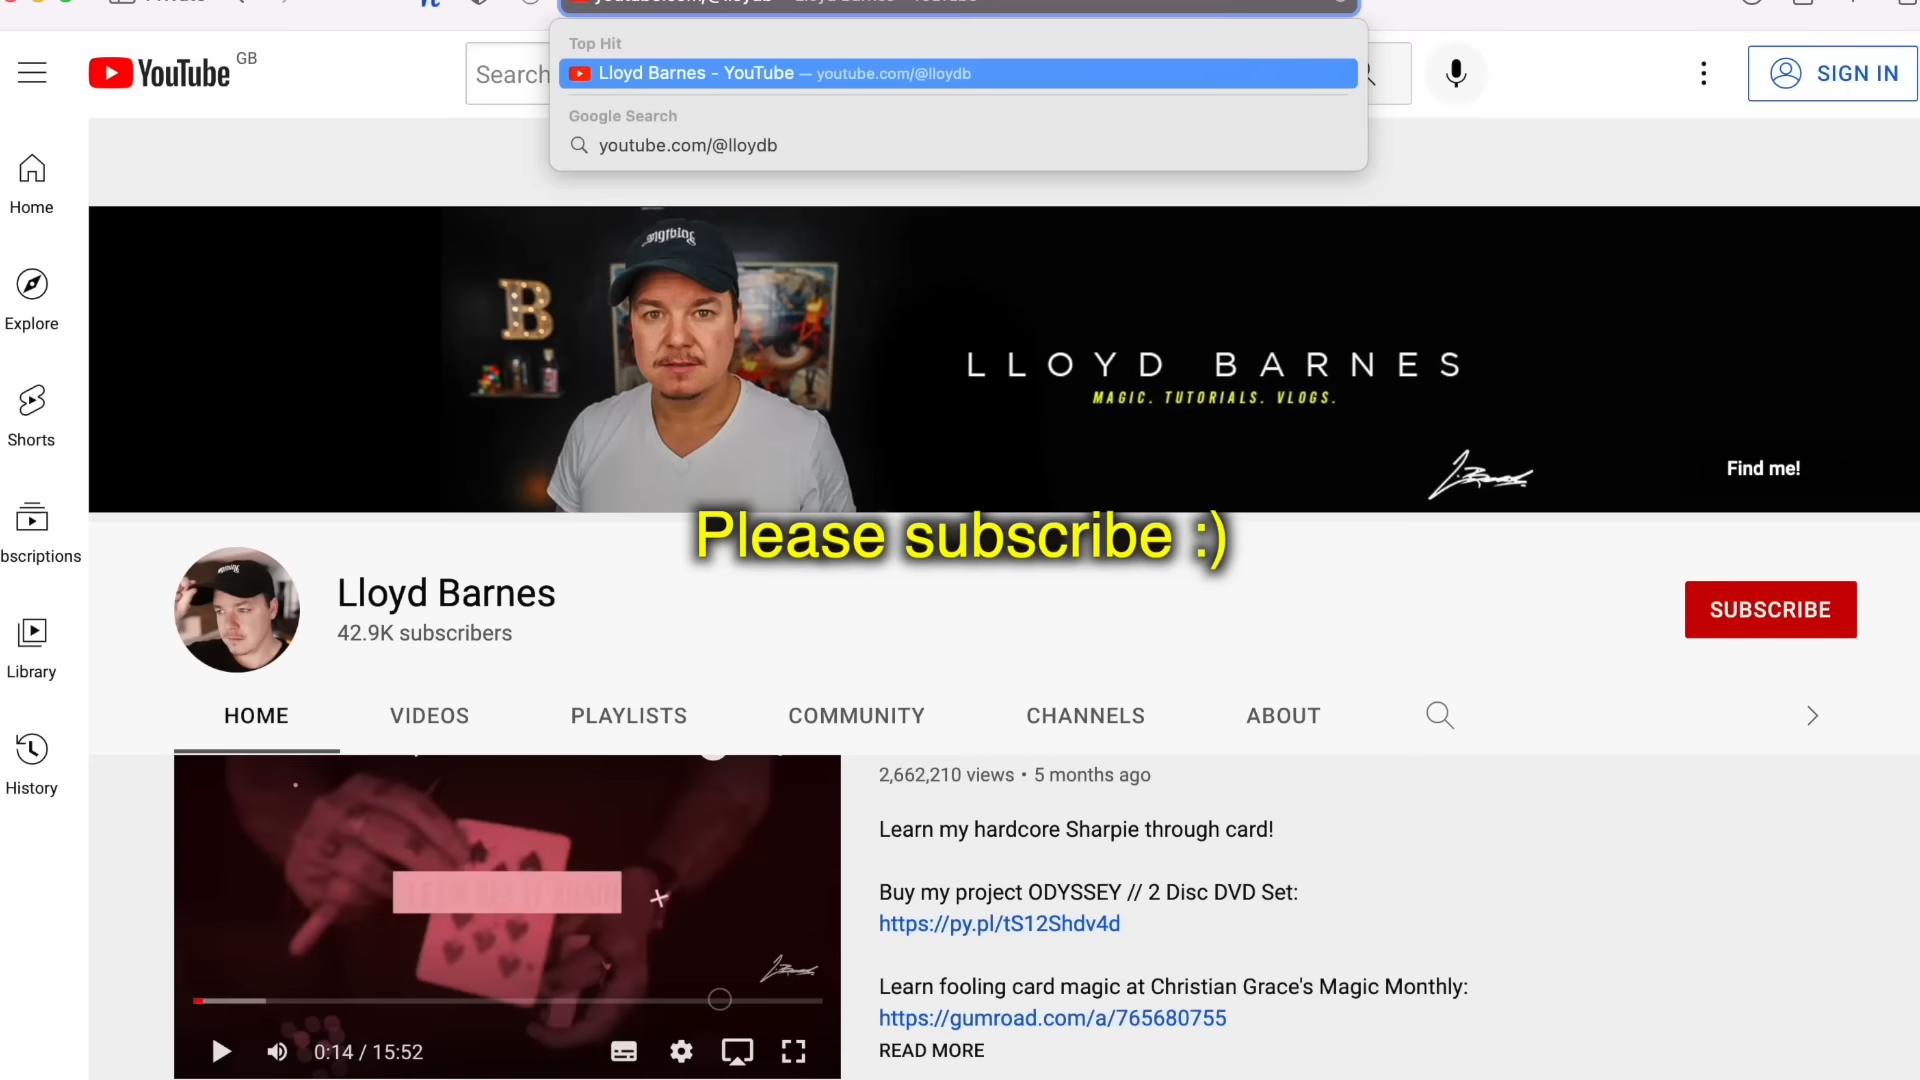 Top Hit
Lloyd Barnes - YouTube — youtube.com/@lloydb
Google Search
youtube.com/@lloydb
YouTube GB
Search
SIGN IN
Home
Explore
Shorts
bscriptions
Library
History
B
LLOYD BARNES
MAGIC. TUTORIALS. VLOGS.
Find me!
Please subscribe :)
Lloyd Barnes
42.9K subscribers
SUBSCRIBE
HOME
VIDEOS
PLAYLISTS
COMMUNITY
CHANNELS
ABOUT
2,662,210 views • 5 months ago
Learn my hardcore Sharpie through card!
Buy my project ODYSSEY // 2 Disc DVD Set:
https://py.pl/tS12Shdv4d
Learn fooling card magic at Christian Grace's Magic Monthly:
https://gumroad.com/a/765680755
READ MORE
0:14 / 15:52